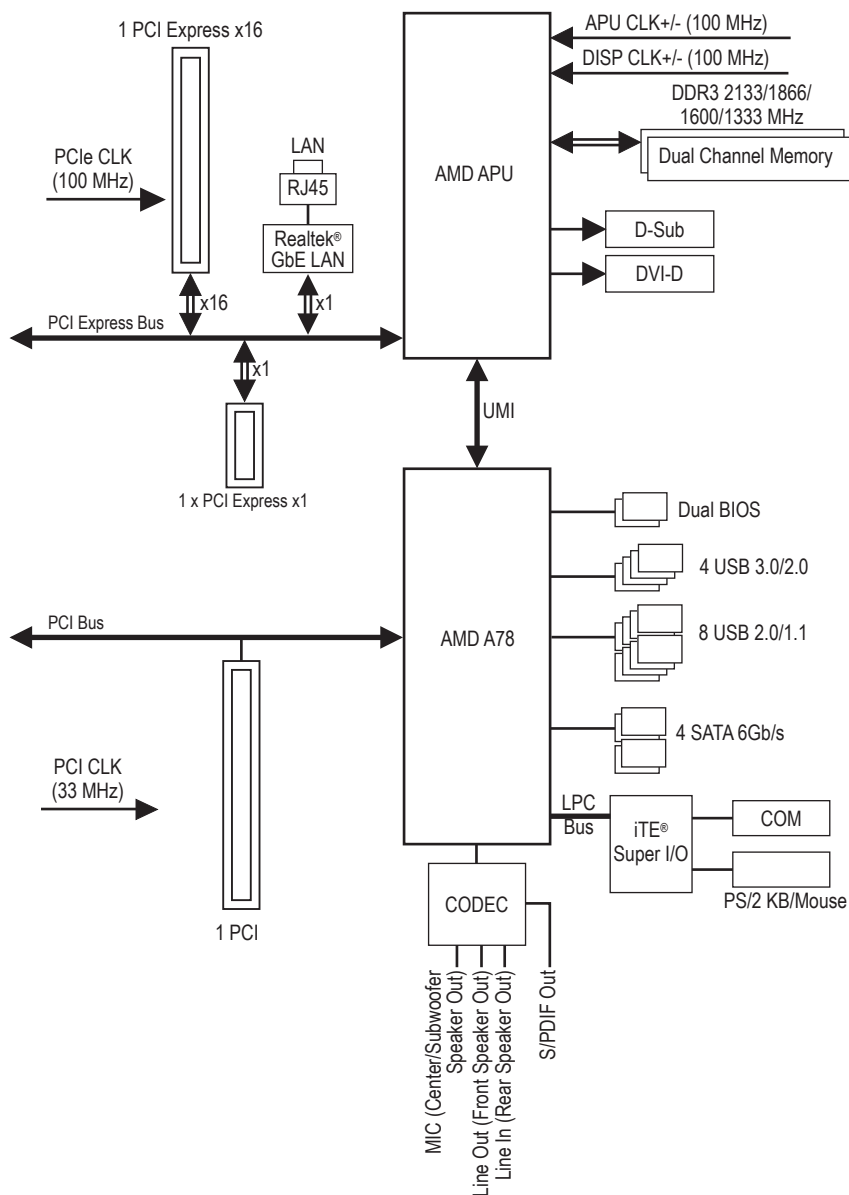 1 PCI Express x16
APU CLK+/- (100 MHz)
DISP CLK+/- (100 MHz)
DDR3 2133/1866/
1600/1333 MHz
Dual Channel Memory
PCIe CLK
(100 MHz)
LAN
RJ45
Realtek®
GbE LAN
AMD APU
D-Sub
DVI-D
x16
x1
PCI Express Bus
x1
UMI
1 x PCI Express x1
Dual BIOS
4 USB 3.0/2.0
PCI Bus
AMD A78
8 USB 2.0/1.1
4 SATA 6Gb/s
PCI CLK
(33 MHz)
LPC
Bus
iTE®
Super I/O
COM
PS/2 KB/Mouse
CODEC
1 PCI
MIC (Center/Subwoofer
Speaker Out)
Line Out (Front Speaker Out)
Line In (Rear Speaker Out)
S/PDIF Out